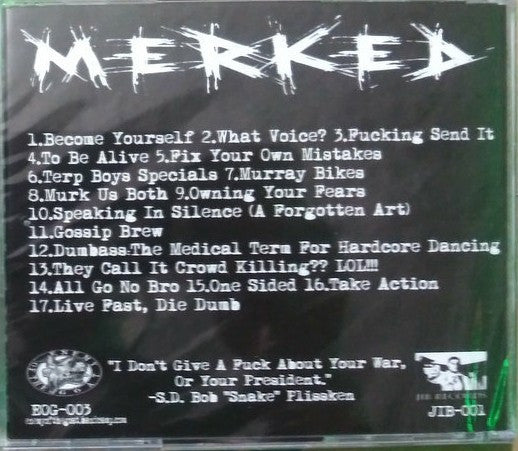 MERKED
1.Become Yourself 2.What Voice? 3.Fucking Send It
4.To Be Alive 5.Fix Your Own Mistakes
6.Terp Boys Specials 7.Murray Bikes
8.Murk Us Both 9.Owning Your Fears
10.Speaking In Silence (A Forgotten Art)
11.Gossip Brew
12.Dumbass-The Medical Term For Hardcore Dancing
13.They Call It Crowd Killing?? LOL!!!
14.All Go No Bro 15.One Sided 16.Take Action
17.Live Fast, Die Dumb
"I Don't Give A Fuck About Your War,
Or Your President."
-S.D. Bob "Snake" Plissken
EOG-003
JIB RECORDS
JIB-001